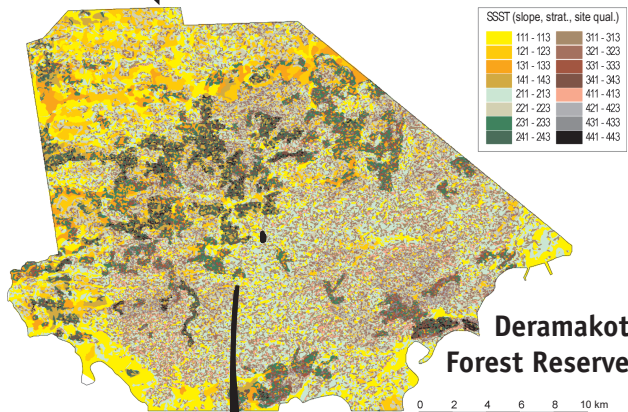 SSST (slope, strat., site qual.)
111 - 113 311 - 313
121 - 123 321 - 323
131 - 133 331 - 333
141 - 143 341 - 343
211 - 213 411 - 413
221 - 223 421 - 423
231 - 233 431 - 433
241 - 243 441 - 443
Deramakot
Forest Reserve
0 2 4 6 8 10 km